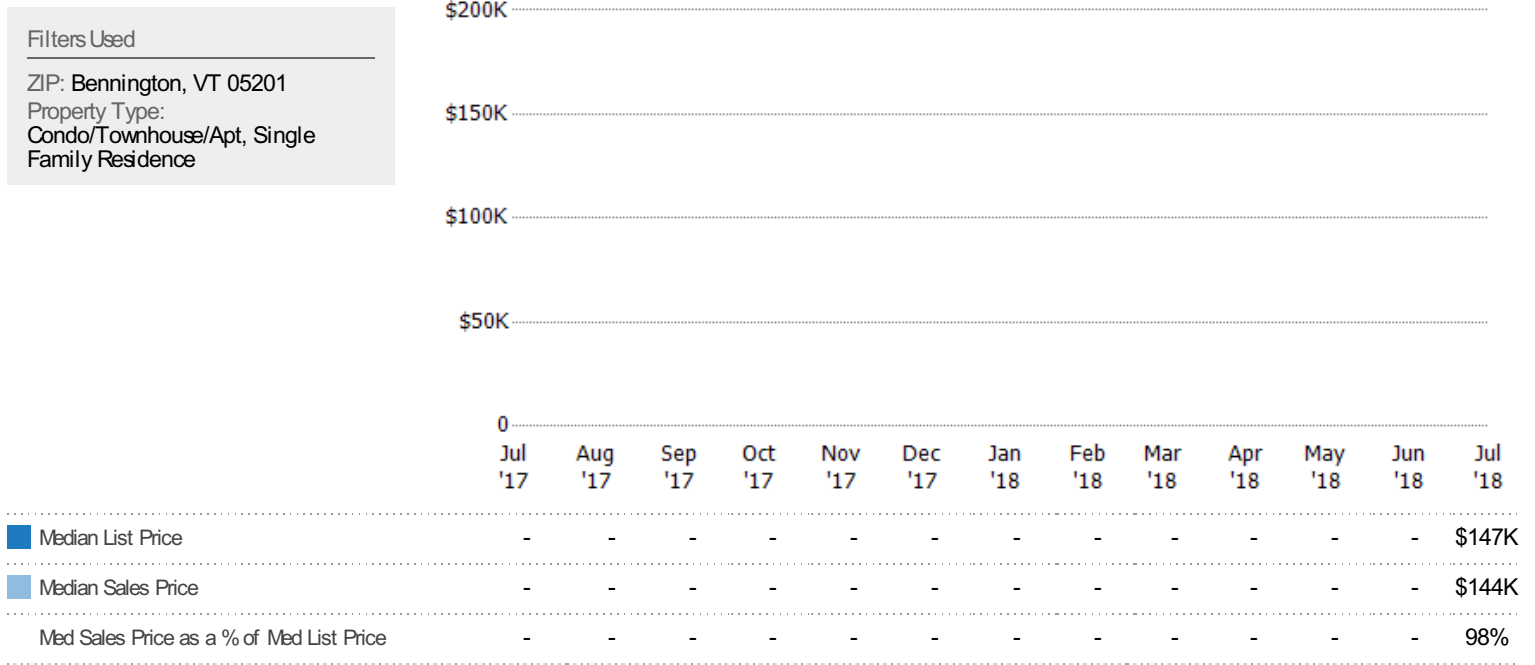 Filters Used
ZIP: Bennington, VT 05201
Property Type:
Condo/Townhouse/Apt, Single
Family Residence
$200K
$150K
$100K
$50K
0
Jul Aug Sep Oct Nov Dec Jan Feb Mar Apr May Jun Jul
'17 '17 '17 '17 '17 '17 '18 '18 '18 '18 '18 '18 '18
Median List Price - - - - - - - - - - - - $147K
Median Sales Price - - - - - - - - - - - - $144K
Med Sales Price as a % of Med List Price - - - - - - - - - - - - 98%